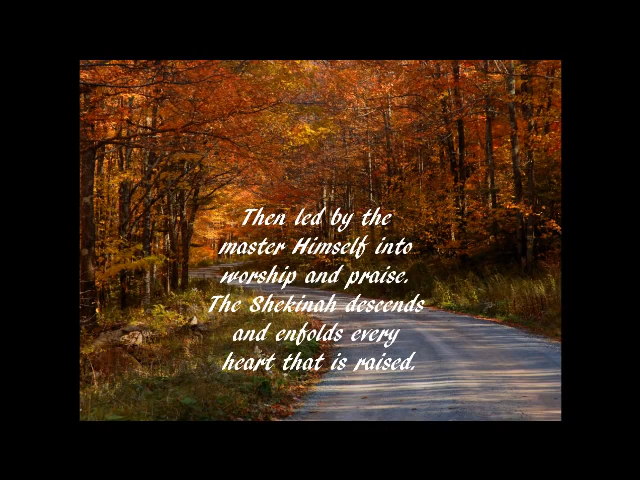 Then led by the
master Himself into
worship and praise.
The Shekinah descends
and enfolds every
heart that is raised.